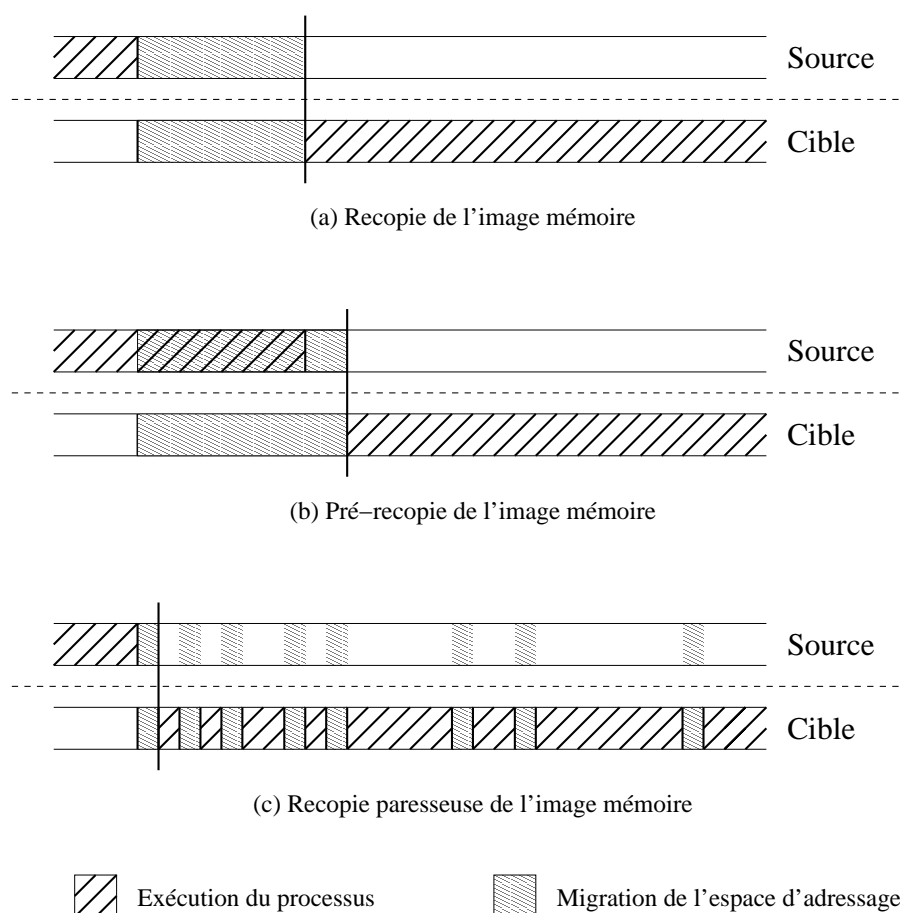 Source
Cible
(a) Recopie de l'image mémoire
Source
Cible
(b) Pré−recopie de l'image mémoire
Source
Cible
(c) Recopie paresseuse de l'image mémoire
Exécution du processus
Migration de l'espace d'adressage